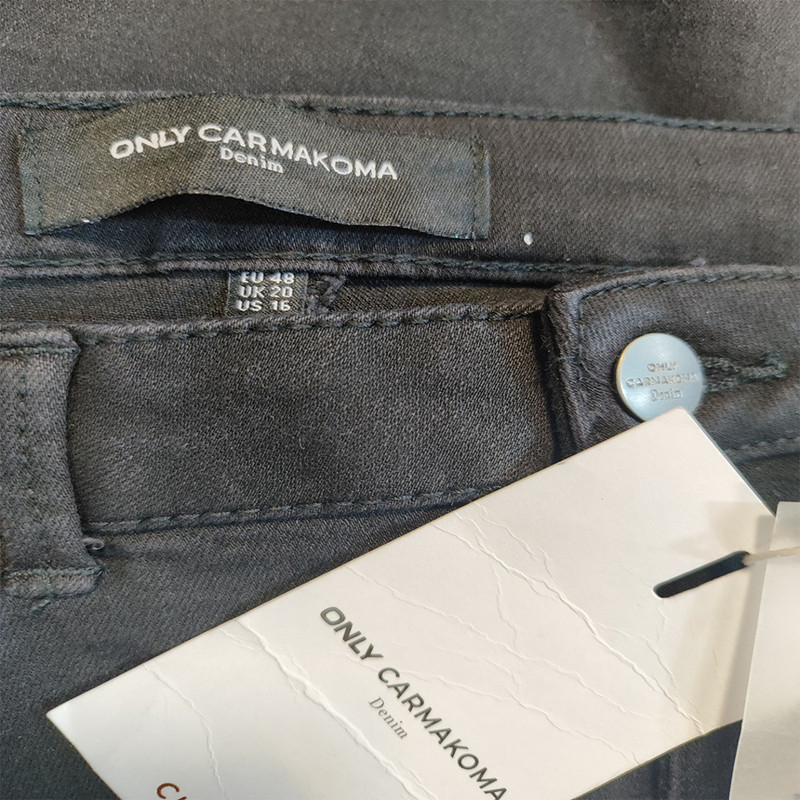 ONLY CARMAKOMA
Denim
EU 48
UK 20
US 16
ONLY
CARMAKOMA
Denim
ONLY CARMAKOMA
Denim